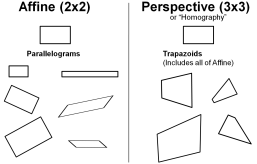 Affine (2x2)
Parallelograms
Perspective (3x3)
or "Homography"
Trapazoids
(Includes all of Affine)